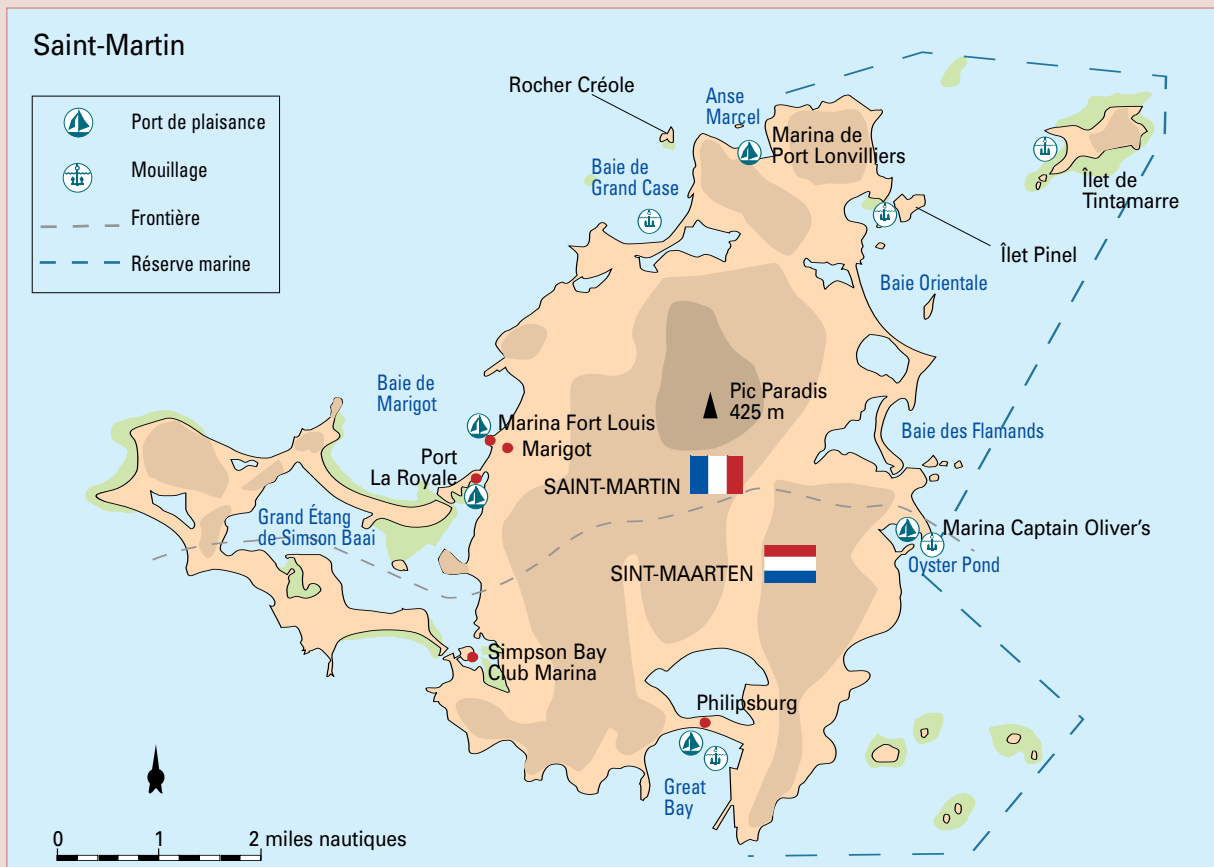 Saint-Martin
Port de plaisance
Mouillage
Frontière
Réserve marine
Rocher Créole
Anse
Marcel
Marina de
Port Lonvilliers
Baie de
Grand Case
Îlet de
Tintamarre
Îlet Pinel
Baie Orientale
Pic Paradis
425 m
Baie de
Marigot
Marina Fort Louis
Marigot
Port
La Royale
Baie des Flamands
SAINT-MARTIN
Grand Étang
de Simson Baai
Marina Captain Oliver's
Oyster Pond
SINT-MAARTEN
Simpson Bay
Club Marina
Philipsburg
Great
Bay
0 1 2 miles nautiques